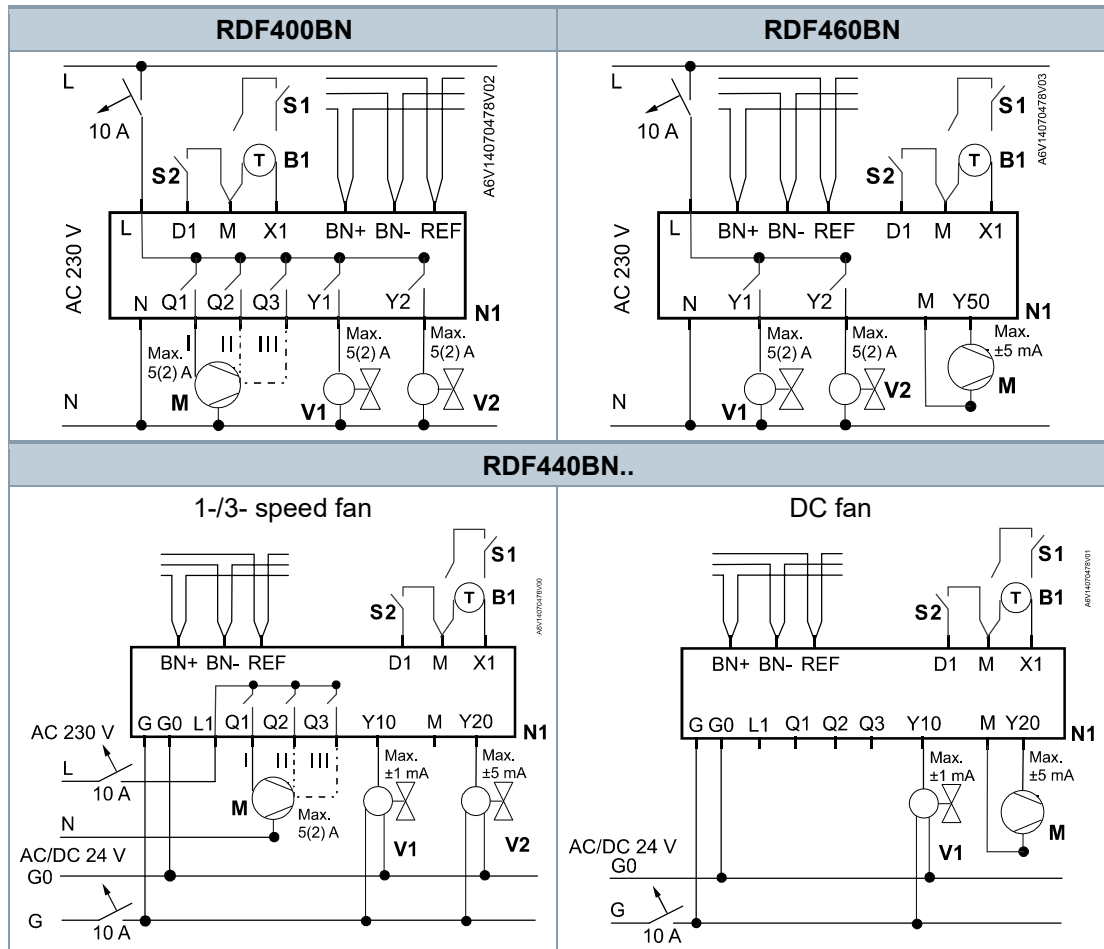 RDF400BN
RDF460BN
L
10 A
S1
S2
T
B1
A6V14070478V02
AC 230 V
L
D1 M X1
BN+ BN- REF
N Q1 Q2 Q3 Y1 Y2
N1
I II III
Max.
5(2) A
Max.
5(2) A
Max.
5(2) A
M
V1
V2
N
L
10 A
S1
S2
T
B1
A6V14070478V03
AC 230 V
L
BN+ BN- REF
D1 M X1
N Y1 Y2 M Y50
N1
Max.
5(2) A
Max.
5(2) A
Max.
±5 mA
V1
V2
M
N
RDF440BN..
1-/3- speed fan
DC fan
S1
S2
T
B1
A6V14070478V00
BN+ BN- REF
D1 M X1
G G0 L1 Q1 Q2 Q3 Y10 M Y20
N1
AC 230 V
L
10 A
I II III
Max.
±1 mA
Max.
±5 mA
M
Max.
5(2) A
N
V1
V2
AC/DC 24 V
G0
G
10 A
S1
S2
T
B1
A6V14070478V01
BN+ BN- REF
D1 M X1
G G0 L1 Q1 Q2 Q3 Y10 M Y20
N1
Max.
±1 mA
Max.
±5 mA
V1
M
AC/DC 24 V
G0
G
10 A